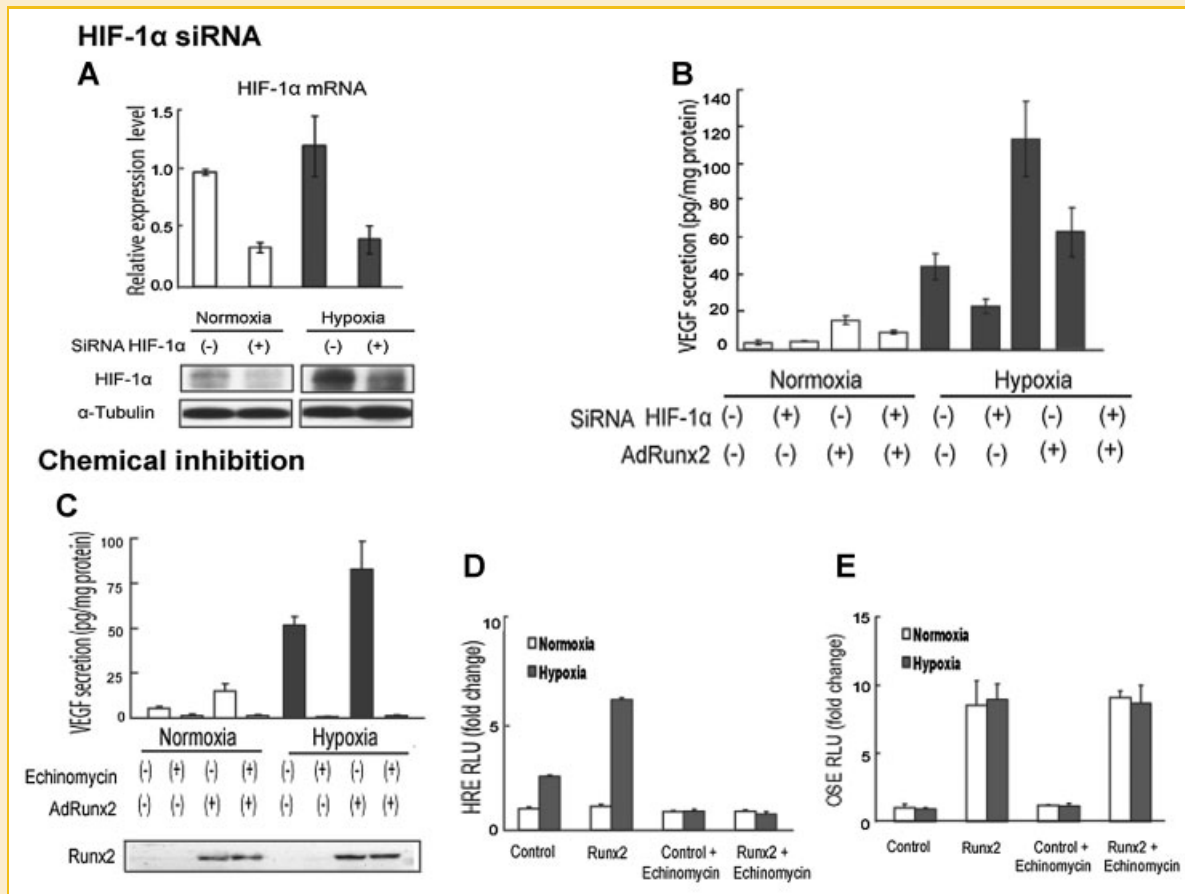 HIF-1α siRNA
A
HIF-1α mRNA
Relative expression level
1.5
1.0
0.5
0.0
Normoxia Hypoxia
SiRNA HIF-1α (-) (+) (-) (+)
HIF-1α
α-Tubulin
B
VEGF secretion (pg/mg protein)
140
120
100
80
60
40
20
0
Normoxia Hypoxia
SiRNA HIF-1α (-) (+) (-) (+) (-) (+) (-) (+)
AdRunx2 (-) (-) (+) (+) (-) (-) (+) (+)
Chemical inhibition
C
VEGF secretion (pg/mg protein)
100
75
50
25
0
Normoxia Hypoxia
Echinomycin (-) (+) (-) (+) (-) (+) (-) (+)
AdRunx2 (-) (-) (+) (+) (-) (-) (+) (+)
Runx2
D
HRE RLU (fold change)
10
5
0
Normoxia
Hypoxia
Control Runx2 Control + Echinomycin Runx2 + Echinomycin
E
OSE RLU (fold change)
15
10
5
0
Normoxia
Hypoxia
Control Runx2 Control + Echinomycin Runx2 + Echinomycin